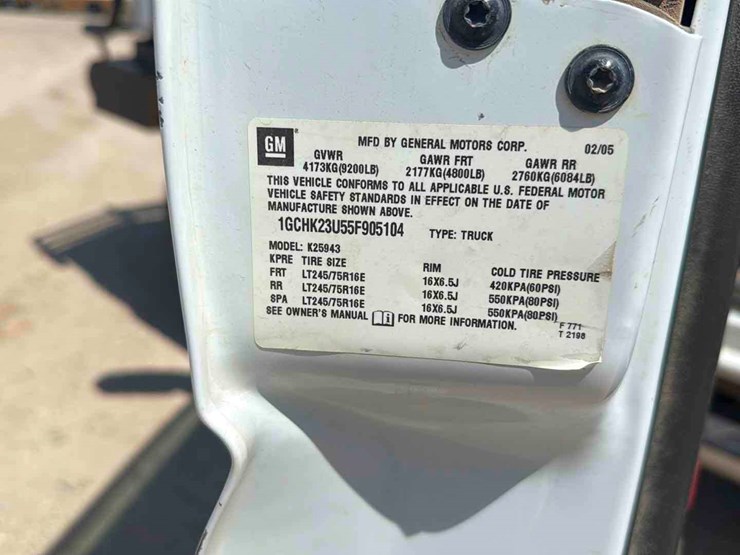 GM
MFD BY GENERAL MOTORS CORP. 02/05
GVWR GAWR FRT GAWR RR
4173KG(9200LB) 2177KG(4800LB) 2760KG(6084LB)
THIS VEHICLE CONFORMS TO ALL APPLICABLE U.S. FEDERAL MOTOR
VEHICLE SAFETY STANDARDS IN EFFECT ON THE DATE OF
MANUFACTURE SHOWN ABOVE.
1GCHK23U55F905104 TYPE: TRUCK
MODEL: K25943
KPRE TIRE SIZE RIM COLD TIRE PRESSURE
FRT LT245/75R16E 16X6.5J 420KPA(60PSI)
RR LT245/75R16E 16X6.5J 550KPA(80PSI)
SPA LT245/75R16E 16X6.5J 550KPA(80PSI)
SEE OWNER'S MANUAL FOR MORE INFORMATION.
F 771
T 2198